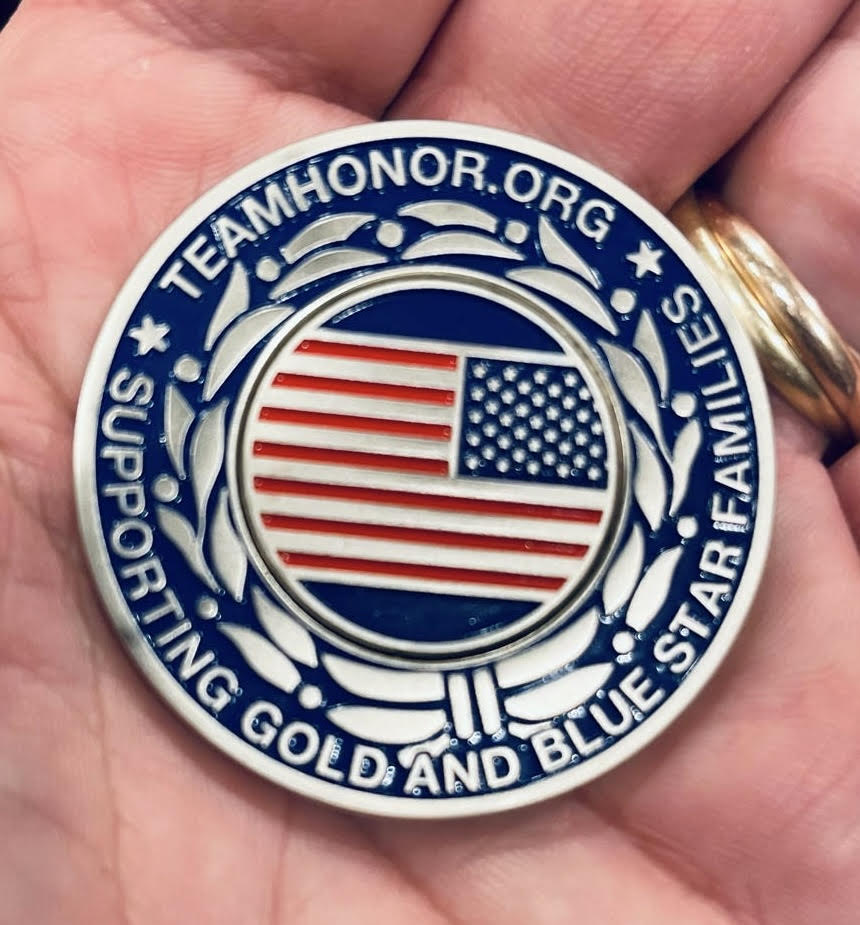 TEAMHONOR.ORG
SUPPORTING GOLD AND BLUE STAR FAMILIES